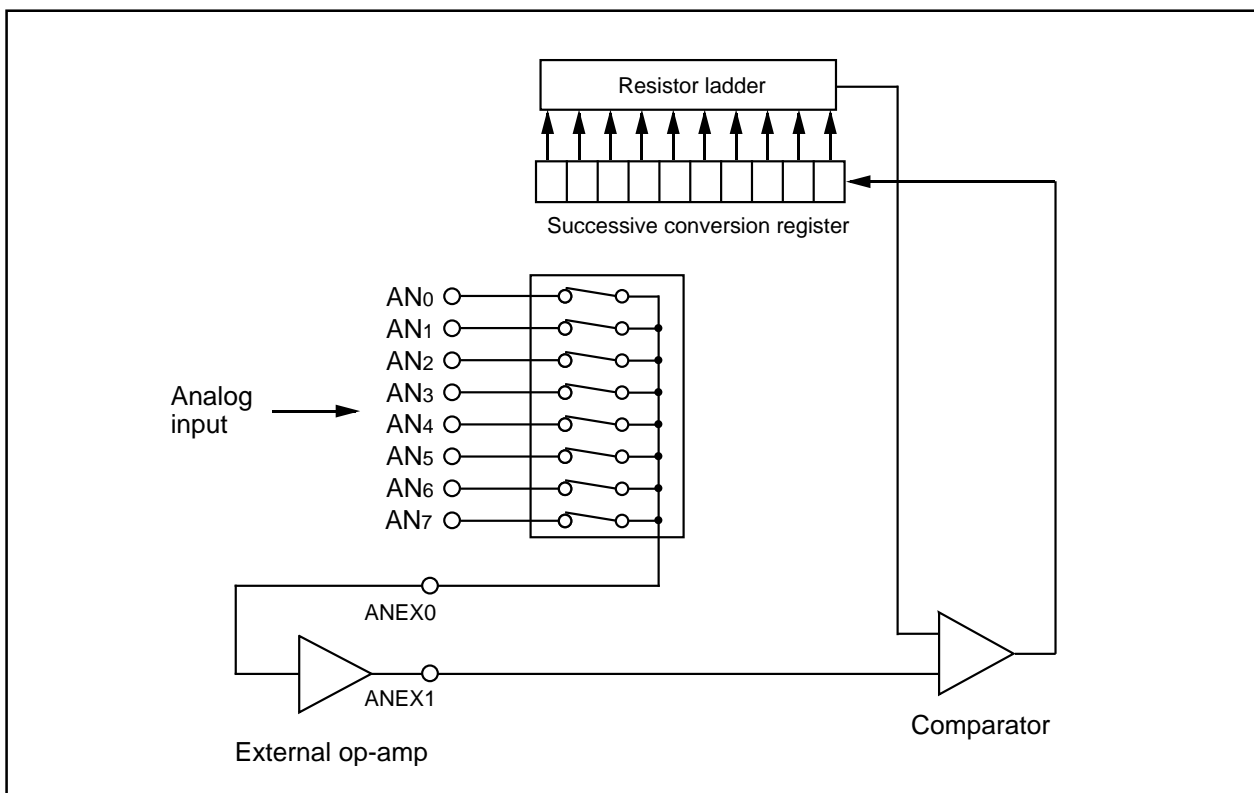 Resistor ladder
Successive conversion register
AN0
AN1
AN2
AN3
AN4
AN5
AN6
AN7
Analog
input
ANEX0
ANEX1
External op-amp
Comparator